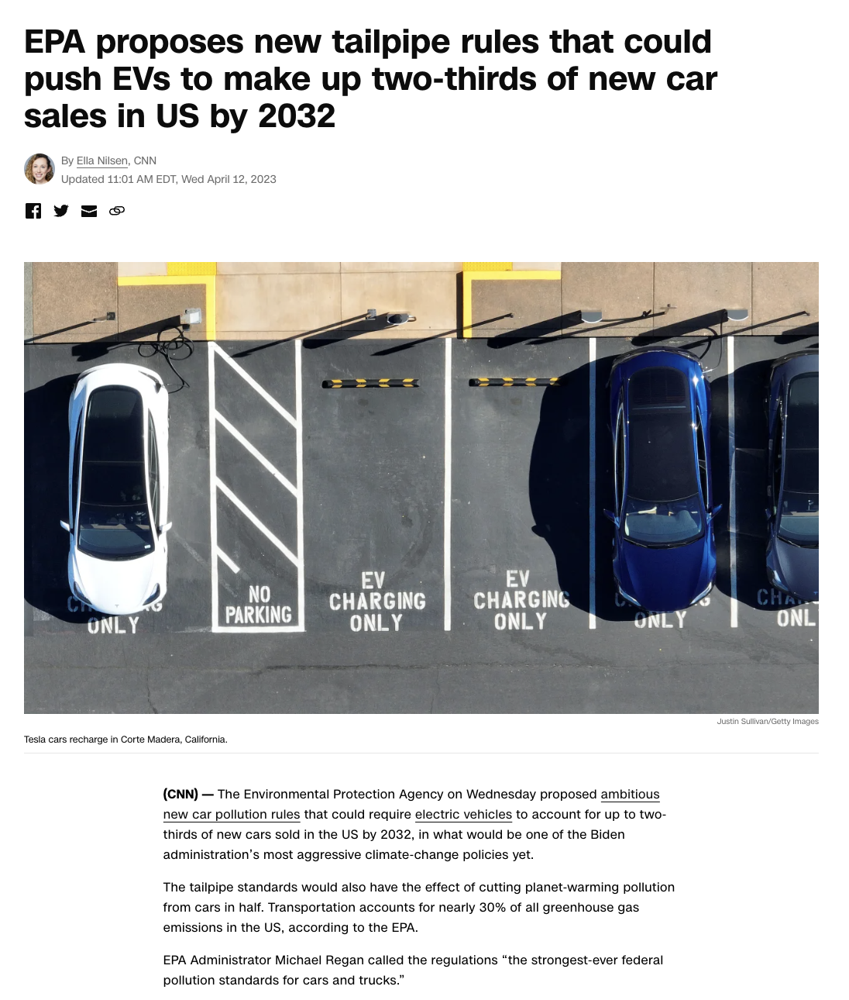 EPA proposes new tailpipe rules that could
push EVs to make up two-thirds of new car
sales in US by 2032
By Ella Nilsen, CNN
Updated 11:01 AM EDT, Wed April 12, 2023
NO
PARKING
EV
CHARGING
ONLY
EV
CHARGING
ONLY
ONLY
ONLY
Justin Sullivan/Getty Images
Tesla cars recharge in Corte Madera, California.
(CNN) — The Environmental Protection Agency on Wednesday proposed ambitious
new car pollution rules that could require electric vehicles to account for up to two-
thirds of new cars sold in the US by 2032, in what would be one of the Biden
administration’s most aggressive climate-change policies yet.
The tailpipe standards would also have the effect of cutting planet-warming pollution
from cars in half. Transportation accounts for nearly 30% of all greenhouse gas
emissions in the US, according to the EPA.
EPA Administrator Michael Regan called the regulations “the strongest-ever federal
pollution standards for cars and trucks.”